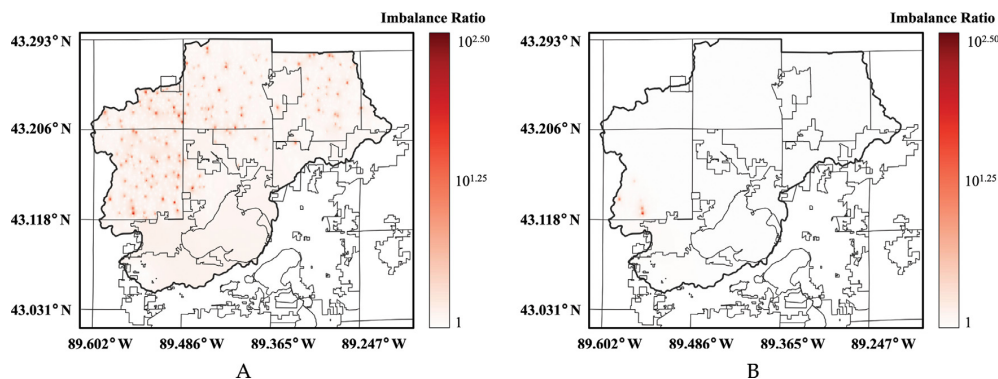 Imbalance Ratio
43.293° N
10^2.50
43.206° N
10^1.25
43.118° N
43.031° N
1
89.602° W 89.486° W 89.365° W 89.247° W
A
Imbalance Ratio
43.293° N
10^2.50
43.206° N
10^1.25
43.118° N
43.031° N
1
89.602° W 89.486° W 89.365° W 89.247° W
B